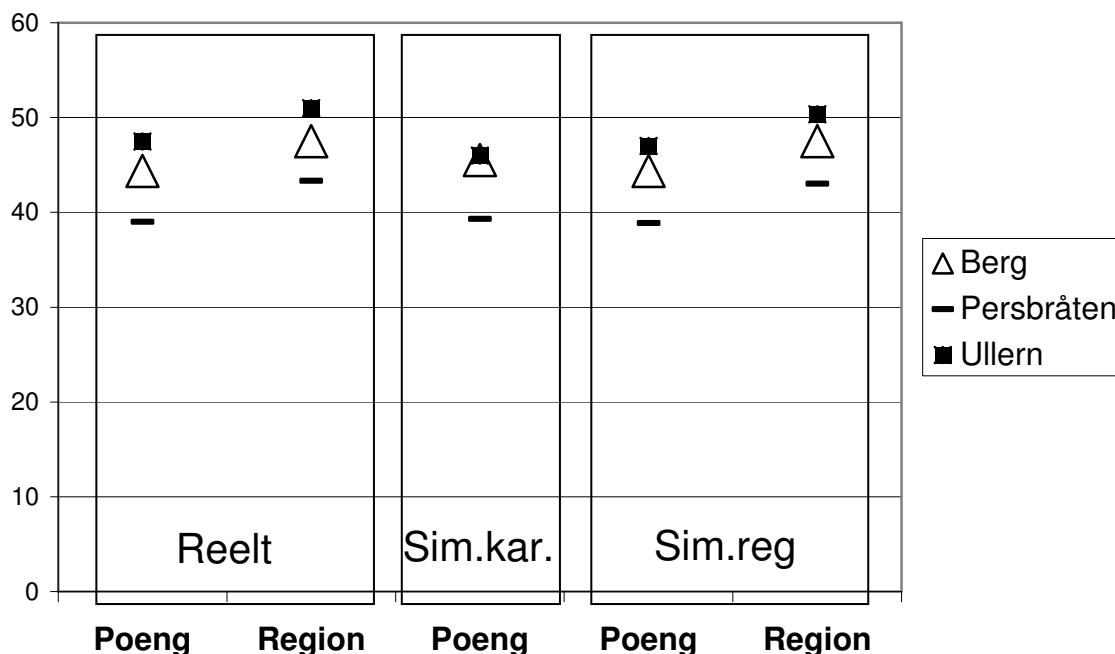 60
50
40
30
20
10
0
Reelt
Sim.kar.
Sim.reg
Poeng Region Poeng Poeng Region
Berg
Persbråten
Ullern